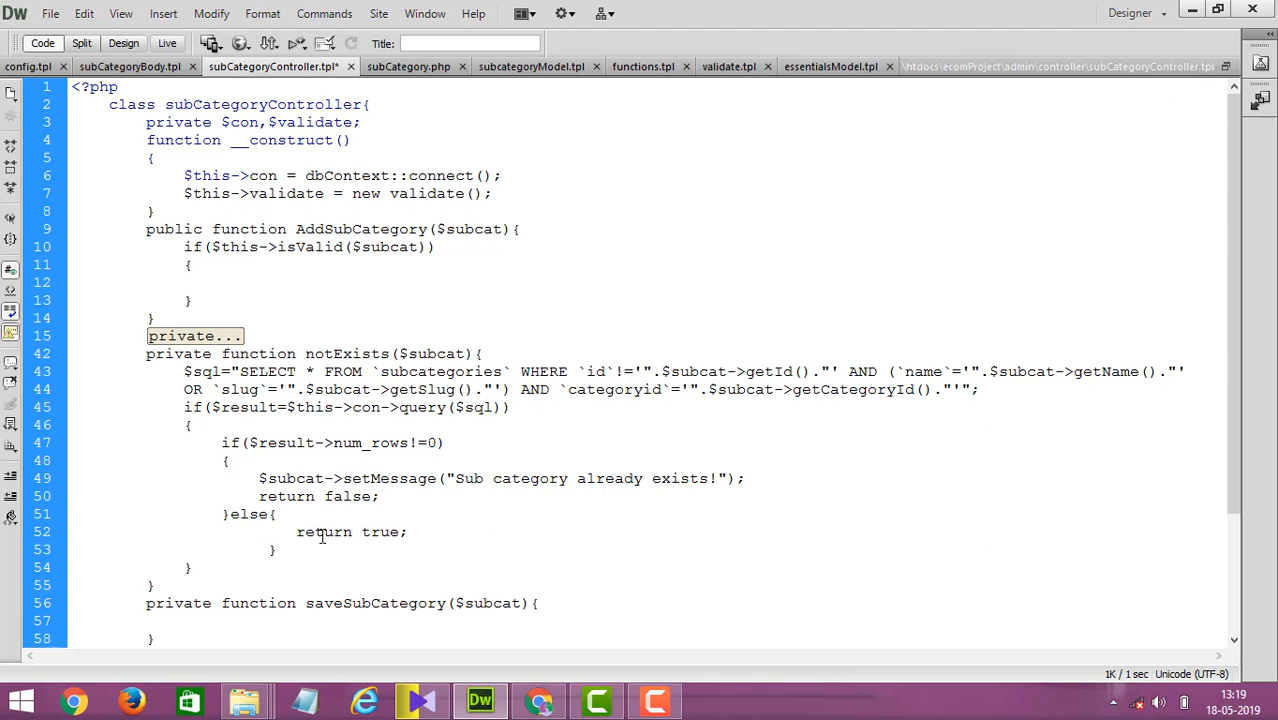 Dw File Edit View Insert Modify Format Commands Site Window Help Designer
Code Split Design Live Title:
config.tpl subCategoryBody.tpl subCategoryController.tpl* subCategory.php subcategoryModel.tpl functions.tpl validate.tpl essentialsModel.tpl \htdocs\ecomProject\admin\controller\subCategoryController.tpl
1 <?php
2 class subCategoryController{
3 private $con,$validate;
4 function __construct()
5 {
6 $this->con = dbContext::connect();
7 $this->validate = new validate();
8 }
9 public function AddSubCategory($subcat){
10 if($this->isValid($subcat))
11 {
12
13 }
14 }
15 private...
42 private function notExists($subcat){
43 $sql="SELECT * FROM `subcategories` WHERE `id`!='".$subcat->getId()."' AND (`name`='".$subcat->getName()."'
44 OR `slug`='".$subcat->getSlug()."') AND `categoryid`='".$subcat->getCategoryId()."'";
45 if($result=$this->con->query($sql))
46 {
47 if($result->num_rows!=0)
48 {
49 $subcat->setMessage("Sub category already exists!");
50 return false;
51 }else{
52 return true;
53 }
54 }
55 }
56 private function saveSubCategory($subcat){
57
58 }
1K / 1 sec Unicode (UTF-8)
Dw
13:19
18-05-2019